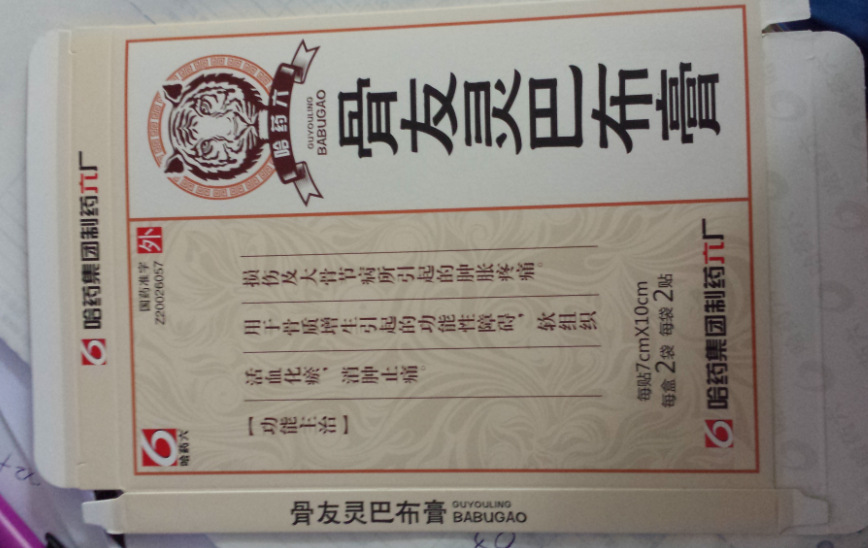 哈药集团制药六厂
哈药六
GUYOULING
BABUGAO
骨友灵巴布膏
外
国药准字
Z20026057
哈药六
【功能主治】
活血化瘀、消肿止痛。
用于骨质增生引起的功能性障碍、软组织
损伤及大骨节病所引起的肿胀疼痛。
每贴7cmX10cm
每盒2袋 每袋2贴
哈药集团制药六厂
骨友灵巴布膏 GUYOULING
BABUGAO